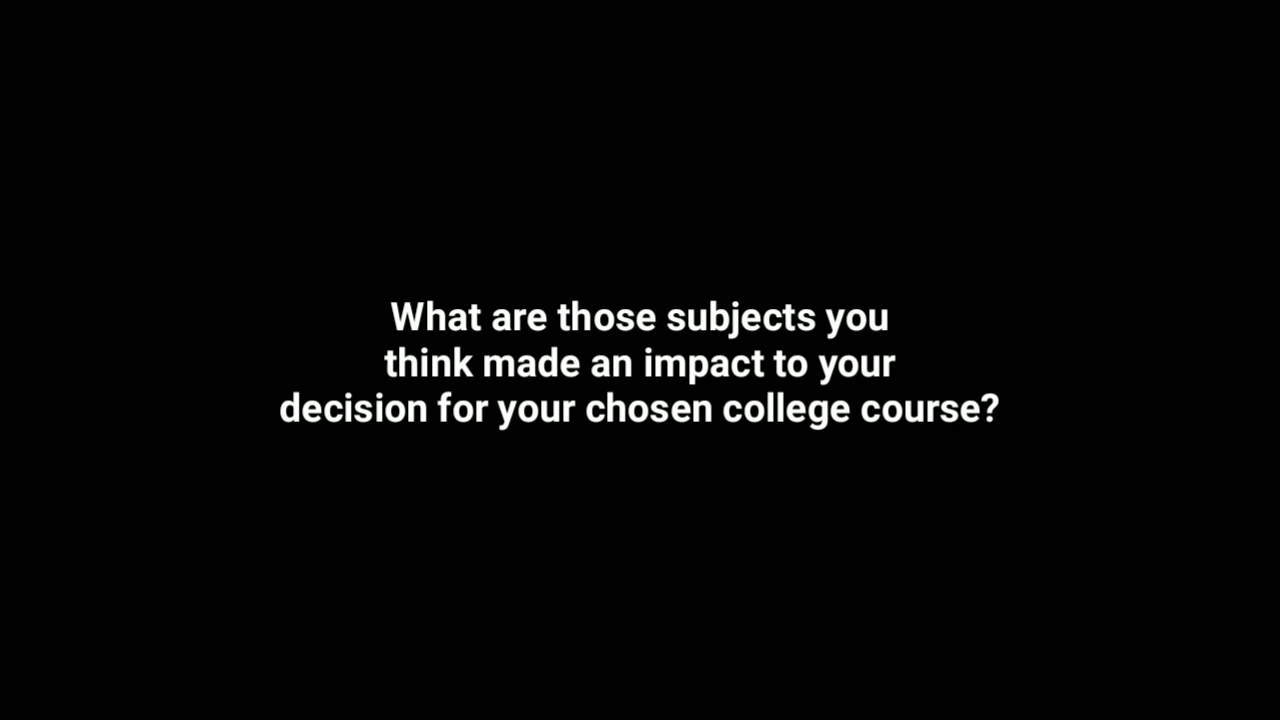 What are those subjects you
think made an impact to your
decision for your chosen college course?